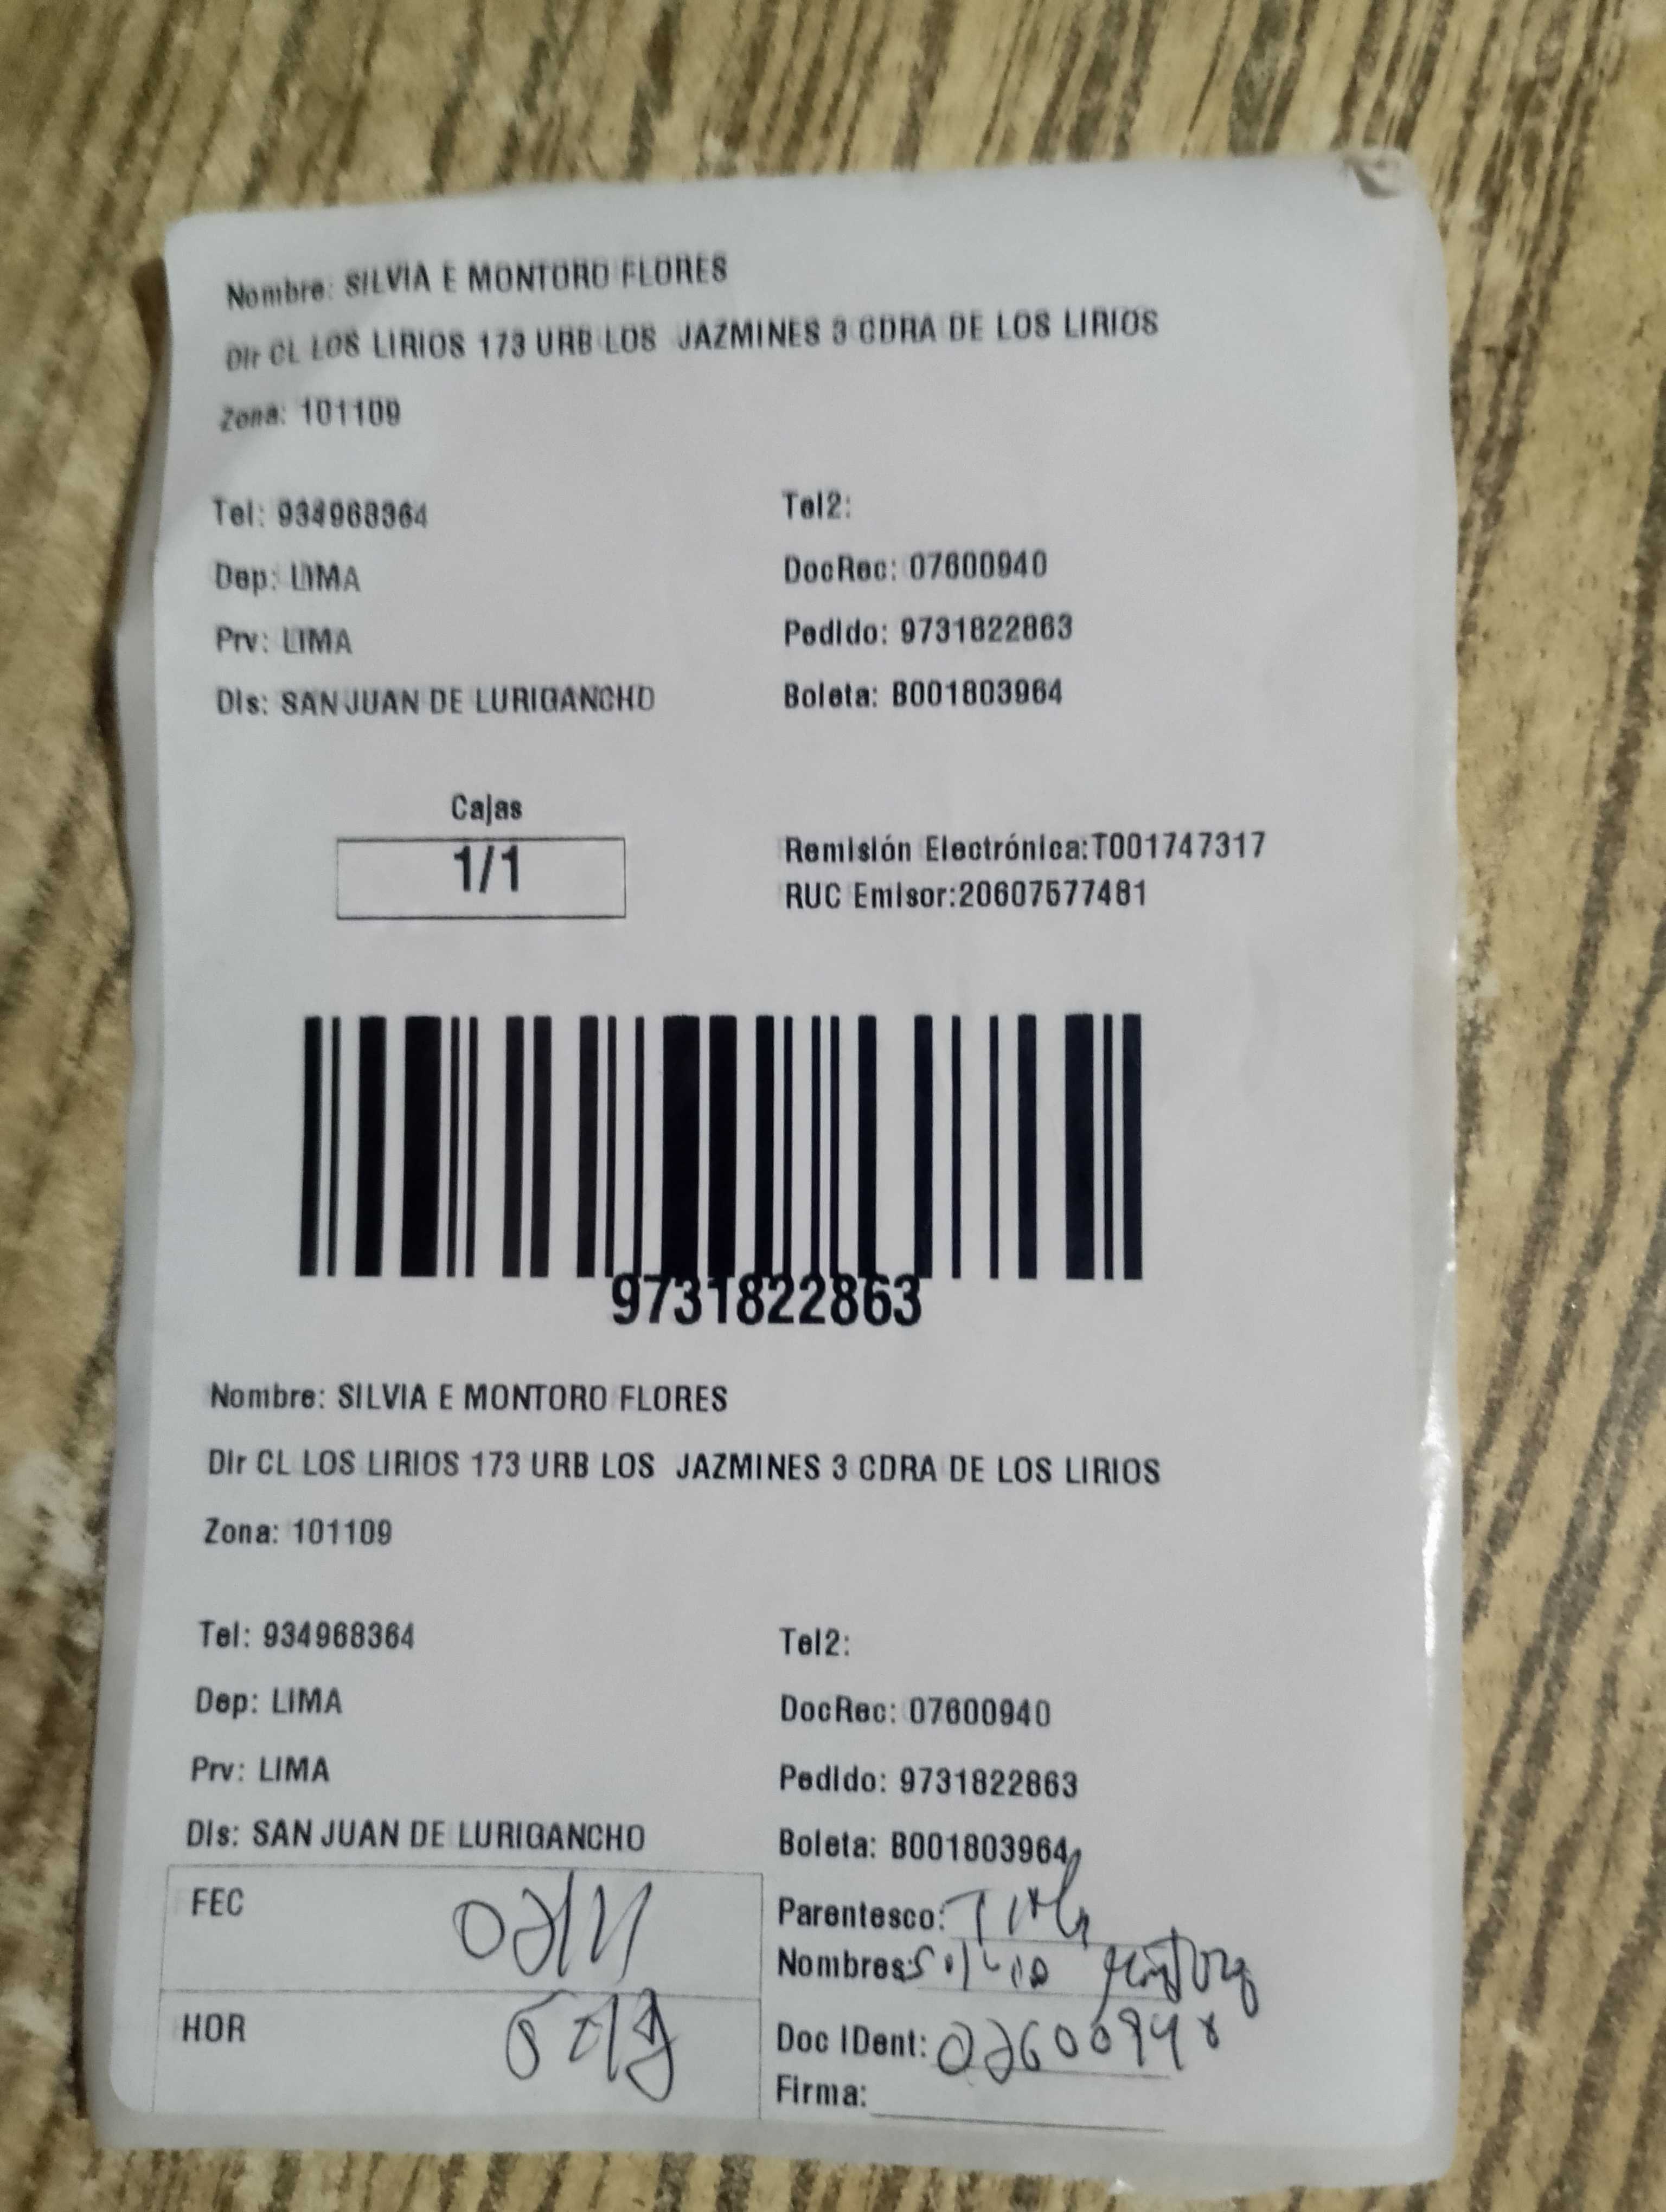 Nombre: SILVIA E MONTORO FLORES
Dir CL LOS LIRIOS 173 URB LOS JAZMINES 3 CDRA DE LOS LIRIOS
Zona: 101109
Tel: 934968364 Tel2:
Dep: LIMA DocRec: 07600940
Prv: LIMA Pedido: 9731822863
Dis: SAN JUAN DE LURIGANCHO Boleta: B001803964
Cajas
1/1
Remisión Electrónica:T001747317
RUC Emisor:20607577481
9731822863
Nombre: SILVIA E MONTORO FLORES
Dir CL LOS LIRIOS 173 URB LOS JAZMINES 3 CDRA DE LOS LIRIOS
Zona: 101109
Tel: 934968364 Tel2:
Dep: LIMA DocRec: 07600940
Prv: LIMA Pedido: 9731822863
Dis: SAN JUAN DE LURIGANCHO Boleta: B001803964
FEC
Parentesco:
Nombres: Silvia
HOR
Doc IDent:
Firma: